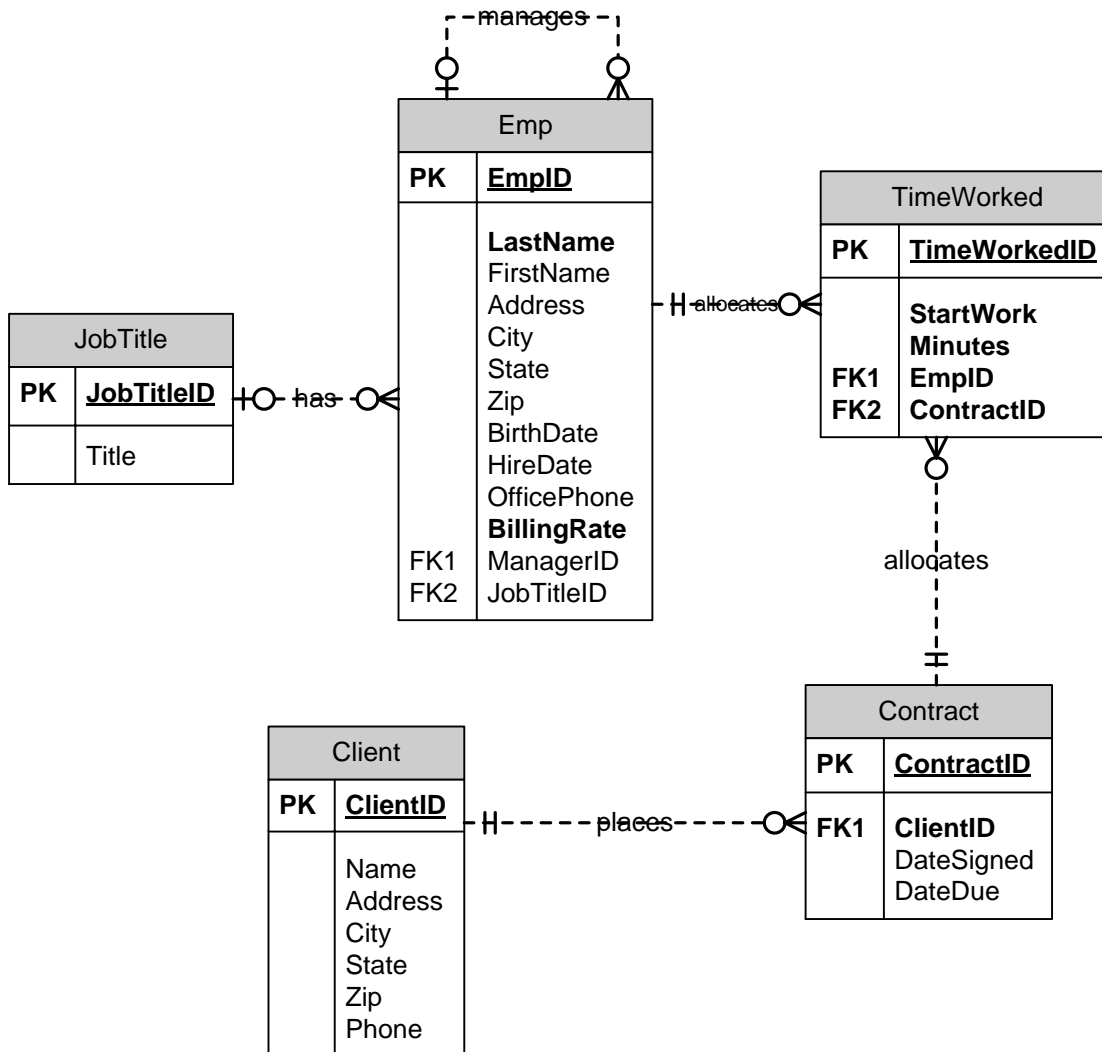 manages
Emp
PK EmpID
LastName
FirstName
Address
City
State
Zip
BirthDate
HireDate
OfficePhone
BillingRate
FK1 ManagerID
FK2 JobTitleID
TimeWorked
PK TimeWorkedID
StartWork
Minutes
FK1 EmpID
FK2 ContractID
allocates
JobTitle
PK JobTitleID
Title
has
allocates
Contract
PK ContractID
FK1 ClientID
DateSigned
DateDue
Client
PK ClientID
Name
Address
City
State
Zip
Phone
places